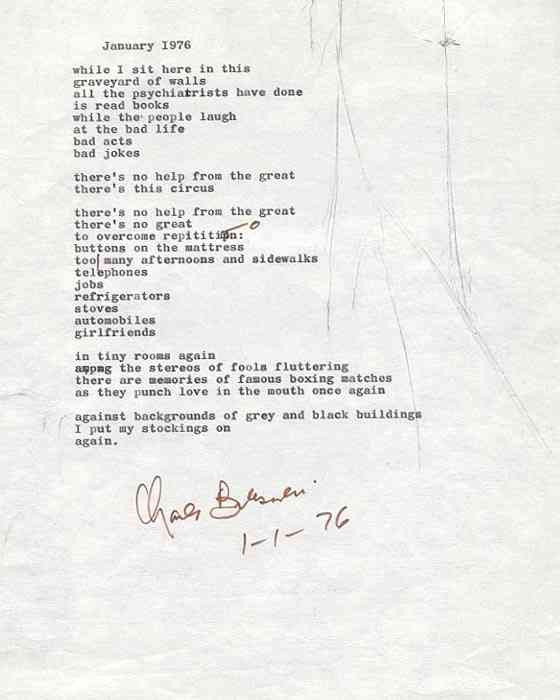 January 1976
while I sit here in this
graveyard of walls
all the psychiatrists have done
is read books
while the people laugh
at the bad life
bad acts
bad jokes
there's no help from the great
there's this circus
there's no help from the great
there's no great
to overcome repitition:
buttons on the mattress
too many afternoons and sidewalks
telephones
jobs
refrigerators
stoves
automobiles
girlfriends
in tiny rooms again
among the stereos of fools fluttering
there are memories of famous boxing matches
as they punch love in the mouth once again
against backgrounds of grey and black buildings
I put my stockings on
again.
Charles Bukowski
1-1-76